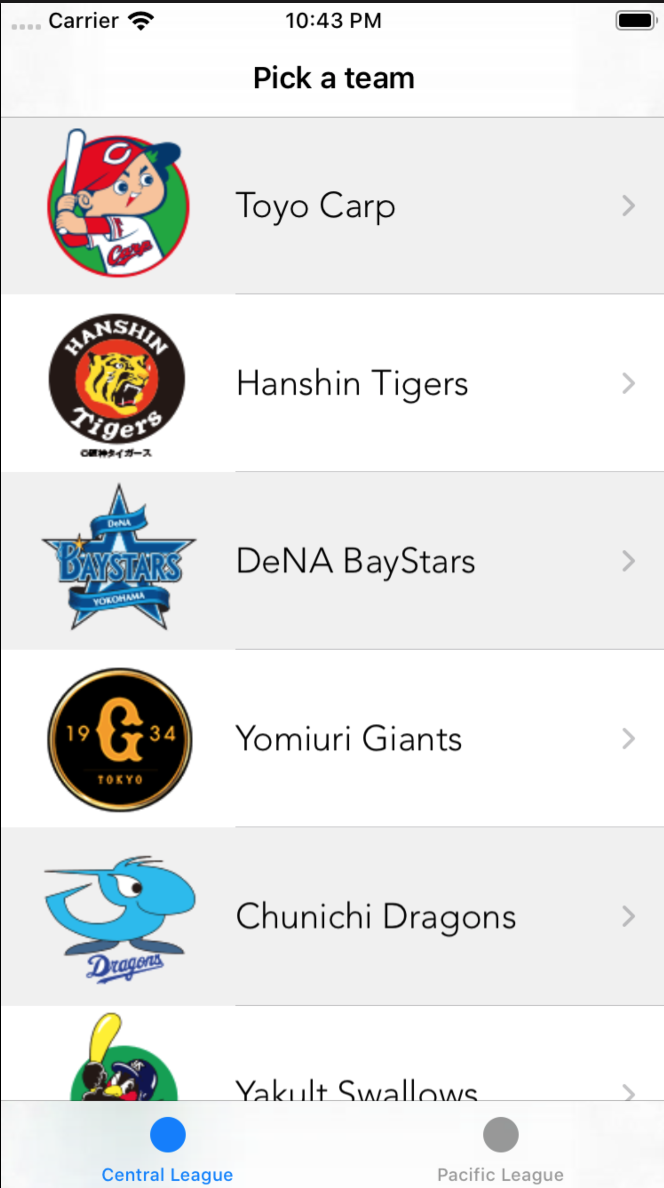 Carrier 10:43 PM
Pick a team
C
Carp
Toyo Carp
HANSHIN
Tigers
©阪神タイガース
Hanshin Tigers
DeNA
BAYSTARS
YOKOHAMA
DeNA BayStars
19 G 34
TOKYO
Yomiuri Giants
Dragons
Chunichi Dragons
Yakult Swallows
Central League
Pacific League